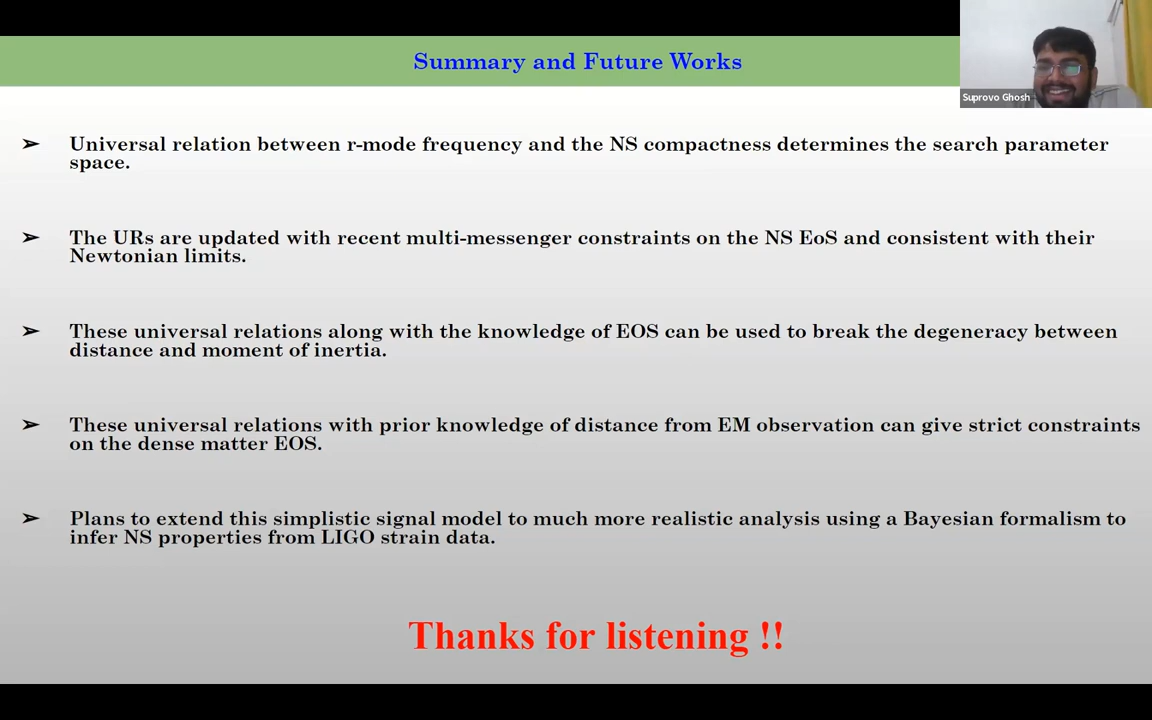 Summary and Future Works
Suprovo Ghosh
➢ Universal relation between r-mode frequency and the NS compactness determines the search parameter
space.
➢ The URs are updated with recent multi-messenger constraints on the NS EoS and consistent with their
Newtonian limits.
➢ These universal relations along with the knowledge of EOS can be used to break the degeneracy between
distance and moment of inertia.
➢ These universal relations with prior knowledge of distance from EM observation can give strict constraints
on the dense matter EOS.
➢ Plans to extend this simplistic signal model to much more realistic analysis using a Bayesian formalism to
infer NS properties from LIGO strain data.
Thanks for listening !!